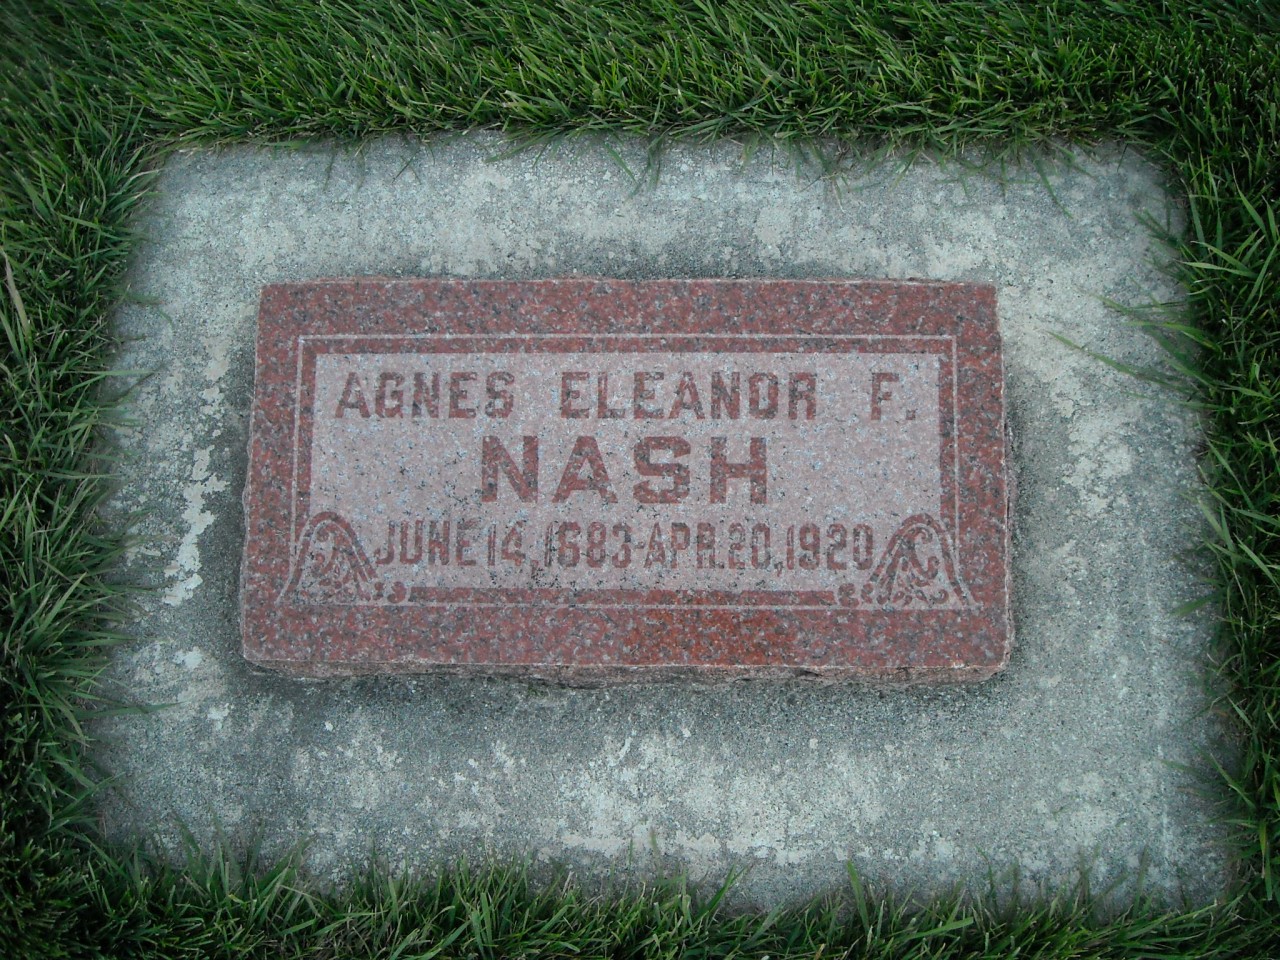 AGNES ELEANOR F.
NASH
JUNE 14, 1883-APR. 20, 1920